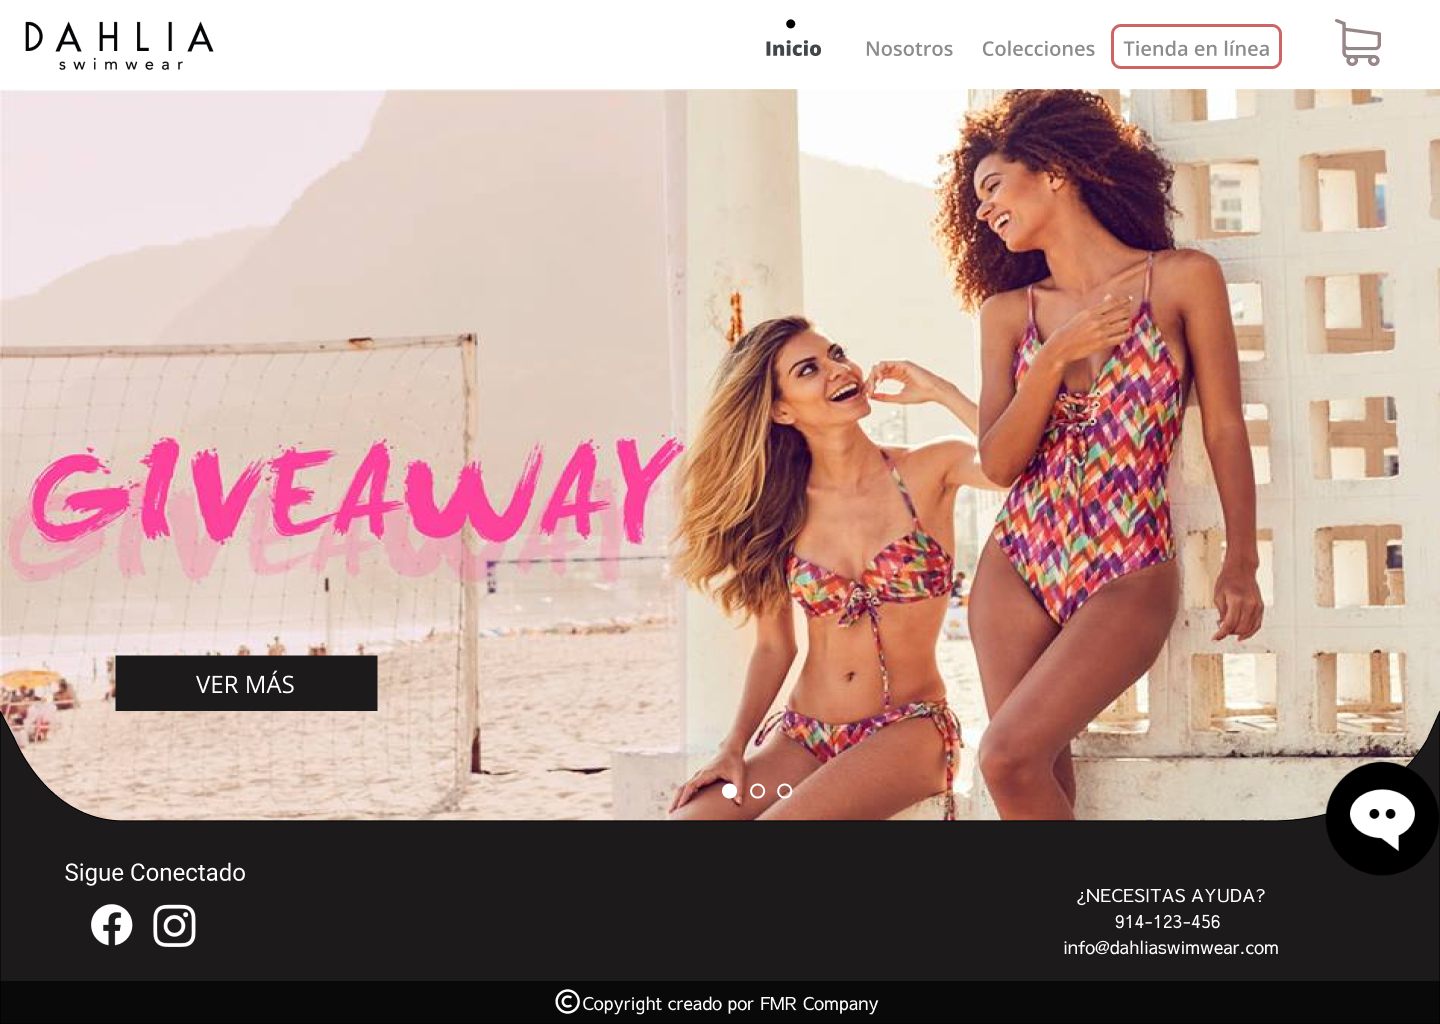 DAHLIA
swimwear
Inicio
Nosotros
Colecciones
Tienda en línea
GIVEAWAY
GIVEAWAY
VER MÁS
Sigue Conectado
¿NECESITAS AYUDA?
914-123-456
info@dahliaswimwear.com
©Copyright creado por FMR Company